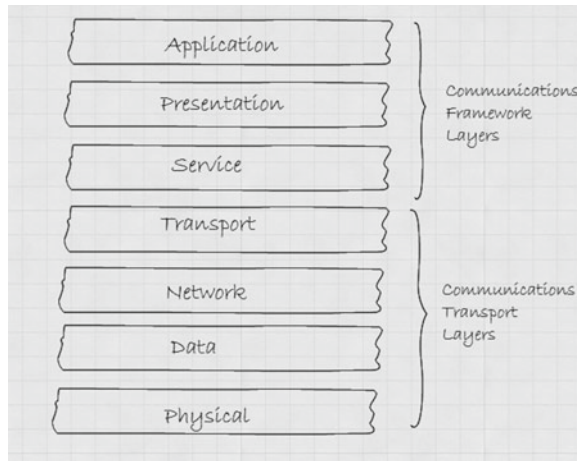 Application
Presentation
Service
Transport
Network
Data
Physical
Communications
Framework
Layers
Communications
Transport
Layers